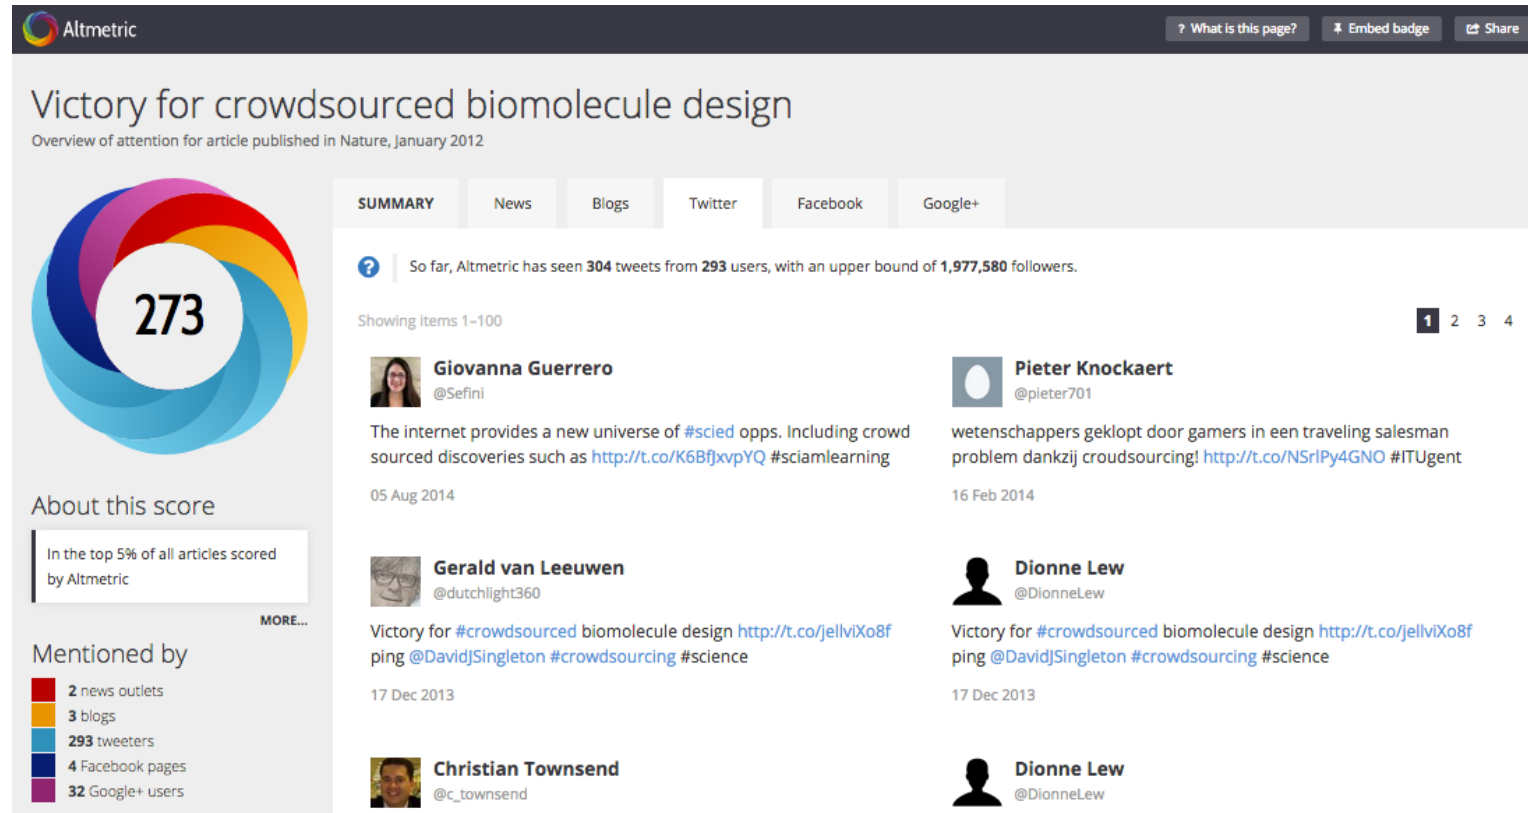 Altmetric
? What is this page?
Embed badge
Share
Victory for crowdsourced biomolecule design
Overview of attention for article published in Nature, January 2012
273
SUMMARY
News
Blogs
Twitter
Facebook
Google+
? So far, Altmetric has seen 304 tweets from 293 users, with an upper bound of 1,977,580 followers.
Showing items 1–100
1 2 3 4
Giovanna Guerrero
@Sefini
The internet provides a new universe of #scied opps. Including crowd
sourced discoveries such as http://t.co/K6BfJxvpYQ #sciamlearning
05 Aug 2014
Pieter Knockaert
@pieter701
wetenschappers geklopt door gamers in een traveling salesman
problem dankzij croudsourcing! http://t.co/NSrlPy4GNO #ITUgent
16 Feb 2014
Gerald van Leeuwen
@dutchlight360
Victory for #crowdsourced biomolecule design http://t.co/jellviXo8f
ping @DavidJSingleton #crowdsourcing #science
17 Dec 2013
Dionne Lew
@DionneLew
Victory for #crowdsourced biomolecule design http://t.co/jellviXo8f
ping @DavidJSingleton #crowdsourcing #science
17 Dec 2013
Christian Townsend
@c_townsend
Dionne Lew
@DionneLew
About this score
In the top 5% of all articles scored
by Altmetric
MORE...
Mentioned by
2 news outlets
3 blogs
293 tweeters
4 Facebook pages
32 Google+ users